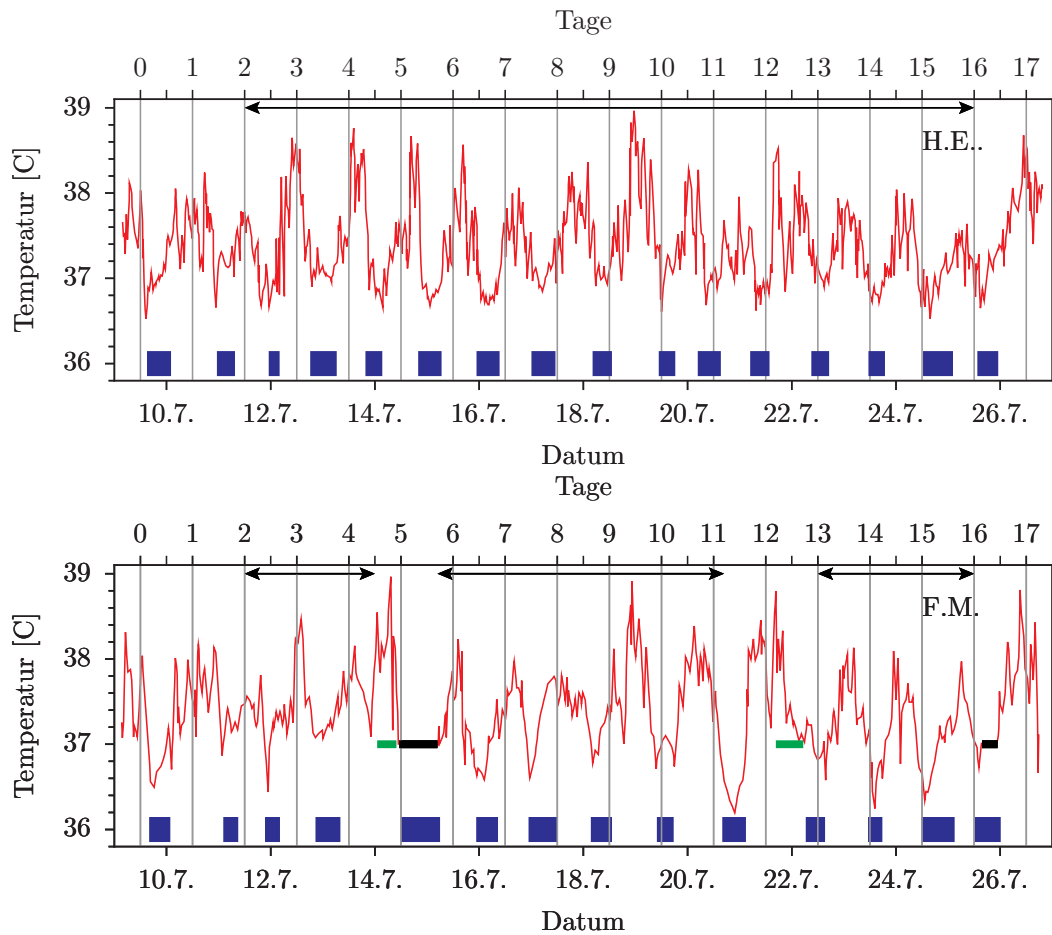 Tage
0 1 2 3 4 5 6 7 8 9 10 11 12 13 14 15 16 17
39
H.E..
38
37
36
Temperatur [C]
10.7. 12.7. 14.7. 16.7. 18.7. 20.7. 22.7. 24.7. 26.7.
Datum
Tage
0 1 2 3 4 5 6 7 8 9 10 11 12 13 14 15 16 17
39
F.M.
38
37
36
Temperatur [C]
10.7. 12.7. 14.7. 16.7. 18.7. 20.7. 22.7. 24.7. 26.7.
Datum